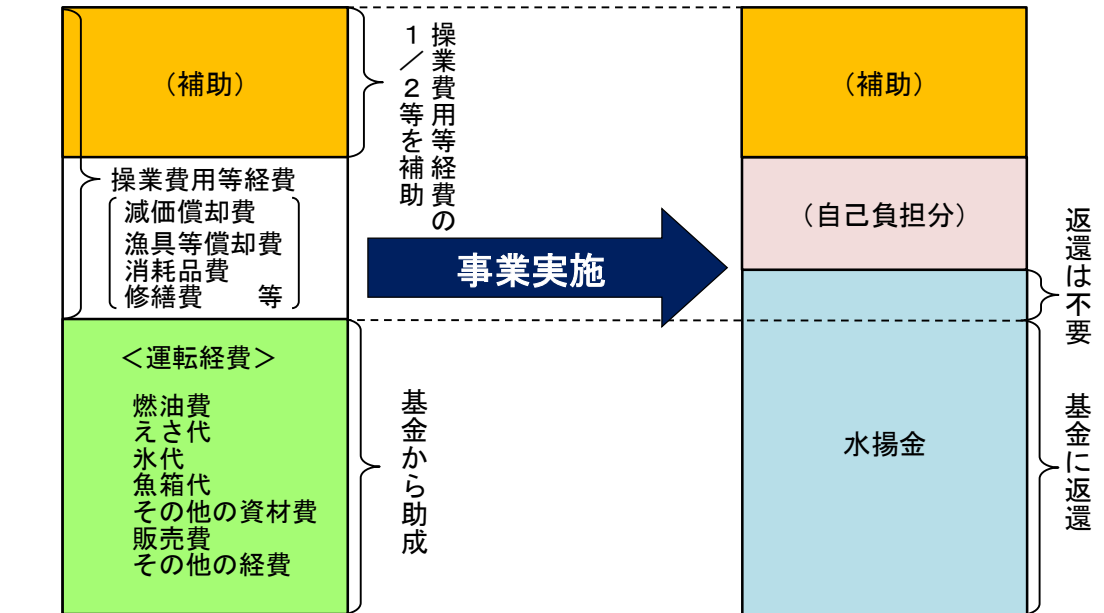 （補助）
操業費用等経費の
１／２等を補助
操業費用等経費
減価償却費
漁具等償却費
消耗品費
修繕費　　等
＜運転経費＞
燃油費
えさ代
氷代
魚箱代
その他の資材費
販売費
その他の経費
基金から助成
事業実施
（補助）
（自己負担分）
水揚金
返還は不要
基金に返還